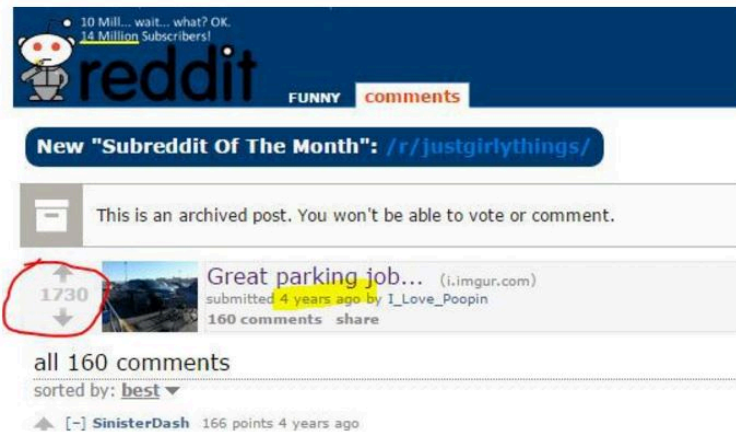 10 Mill... wait... what? OK.
14 Million Subscribers!
reddit
FUNNY comments
New "Subreddit Of The Month": /r/justgirlythings/
This is an archived post. You won't be able to vote or comment.
1730
Great parking job... (i.imgur.com)
submitted 4 years ago by I_Love_Poopin
160 comments share
all 160 comments
sorted by: best
[-] SinisterDash 166 points 4 years ago